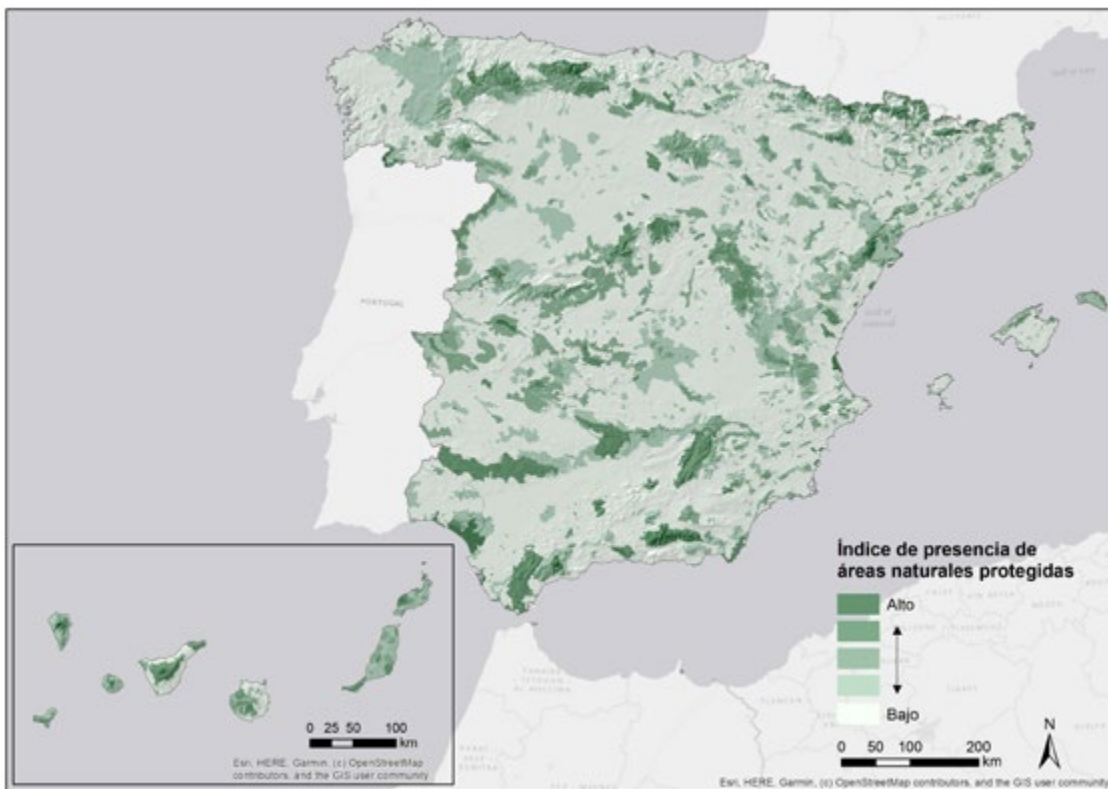 PORTUGAL
Índice de presencia de
áreas naturales protegidas
Alto
Bajo
0 25 50 100
km
Esri, HERE, Garmin, (c) OpenStreetMap
contributors, and the GIS user community
0 50 100 200
km
N
Esri, HERE, Garmin, (c) OpenStreetMap contributors, and the GIS user community